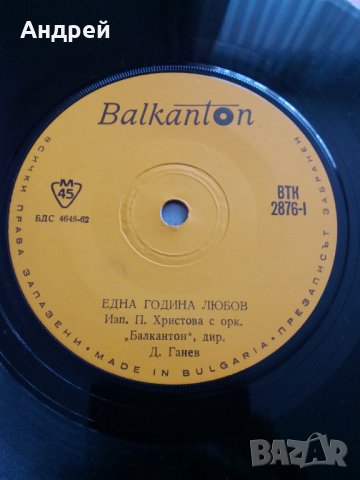 Андрей
Balkanton
M
45
БДС 4648-62
ВТК
2876-I
ЕДНА ГОДИНА ЛЮБОВ
Изп. П. Христова с орк.
„Балкантон“, дир.
Д. Ганев
ВСИЧКИ ПРАВА ЗАПАЗЕНИ • MADE IN BULGARIA • ПРЕЗАПИСЪТ ЗАБРАНЕН
BAZAR